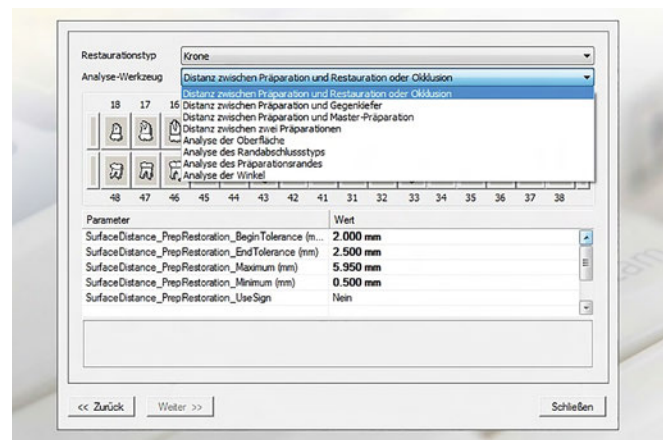 Restaurationstyp Krone
Analyse-Werkzeug Distanz zwischen Präparation und Restauration oder Okklusion
Distanz zwischen Präparation und Restauration oder Okklusion
18 17 16 Distanz zwischen Präparation und Gegenkiefer
Distanz zwischen Präparation und Master-Präparation
Distanz zwischen zwei Präparationen
Analyse der Oberfläche
Analyse des Randabschlussstyps
Analyse des Präparationsrandes
Analyse der Winkel
48 47 46 45 44 43 42 41 31 32 33 34 35 36 37 38
Parameter Wert
SurfaceDistance_PrepRestoration_BeginTolerance (m... 2.000 mm
SurfaceDistance_PrepRestoration_EndTolerance (mm) 2.500 mm
SurfaceDistance_PrepRestoration_Maximum (mm) 5.950 mm
SurfaceDistance_PrepRestoration_Minimum (mm) 0.500 mm
SurfaceDistance_PrepRestoration_UseSign Nein
<< Zurück Weiter >> Schließen